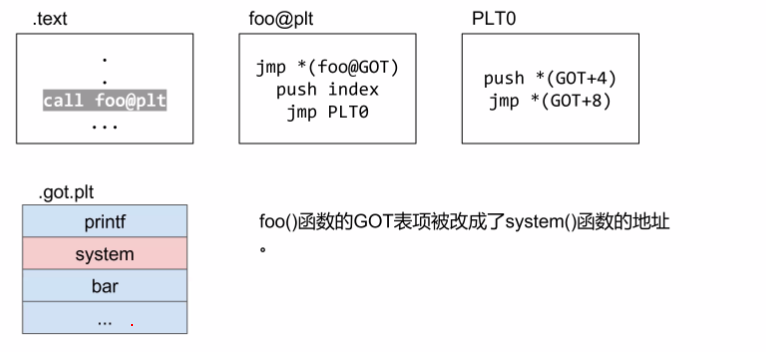 .text
.
.
call foo@plt
...
foo@plt
jmp *(foo@GOT)
push index
jmp PLT0
PLT0
push *(GOT+4)
jmp *(GOT+8)
.got.plt
printf
system
bar
...
foo()函数的GOT表项被改成了system()函数的地址
。